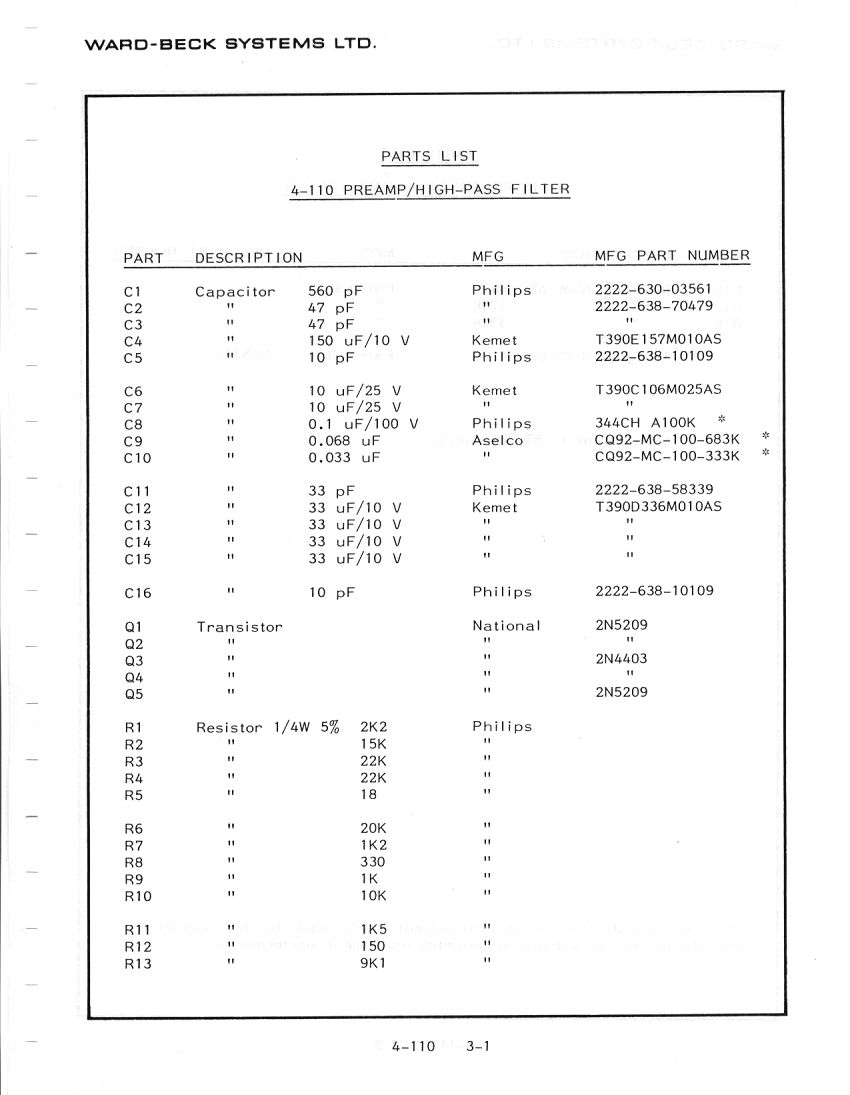 WARD-BECK SYSTEMS LTD.
PARTS LIST
4-110 PREAMP/HIGH-PASS FILTER
PART DESCRIPTION MFG MFG PART NUMBER
C1 Capacitor 560 pF Philips 2222-630-03561
C2 " 47 pF " 2222-638-70479
C3 " 47 pF " "
C4 " 150 uF/10 V Kemet T390E157M010AS
C5 " 10 pF Philips 2222-638-10109
C6 " 10 uF/25 V Kemet T390C106M025AS
C7 " 10 uF/25 V " "
C8 " 0.1 uF/100 V Philips 344CH A100K *
C9 " 0.068 uF Aselco CQ92-MC-100-683K *
C10 " 0.033 uF " CQ92-MC-100-333K *
C11 " 33 pF Philips 2222-638-58339
C12 " 33 uF/10 V Kemet T390D336M010AS
C13 " 33 uF/10 V " "
C14 " 33 uF/10 V " "
C15 " 33 uF/10 V " "
C16 " 10 pF Philips 2222-638-10109
Q1 Transistor National 2N5209
Q2 " " "
Q3 " " 2N4403
Q4 " " "
Q5 " " 2N5209
R1 Resistor 1/4W 5% 2K2 Philips
R2 " 15K "
R3 " 22K "
R4 " 22K "
R5 " 18 "
R6 " 20K "
R7 " 1K2 "
R8 " 330 "
R9 " 1K "
R10 " 10K "
R11 " 1K5 "
R12 " 150 "
R13 " 9K1 "
4-110 3-1